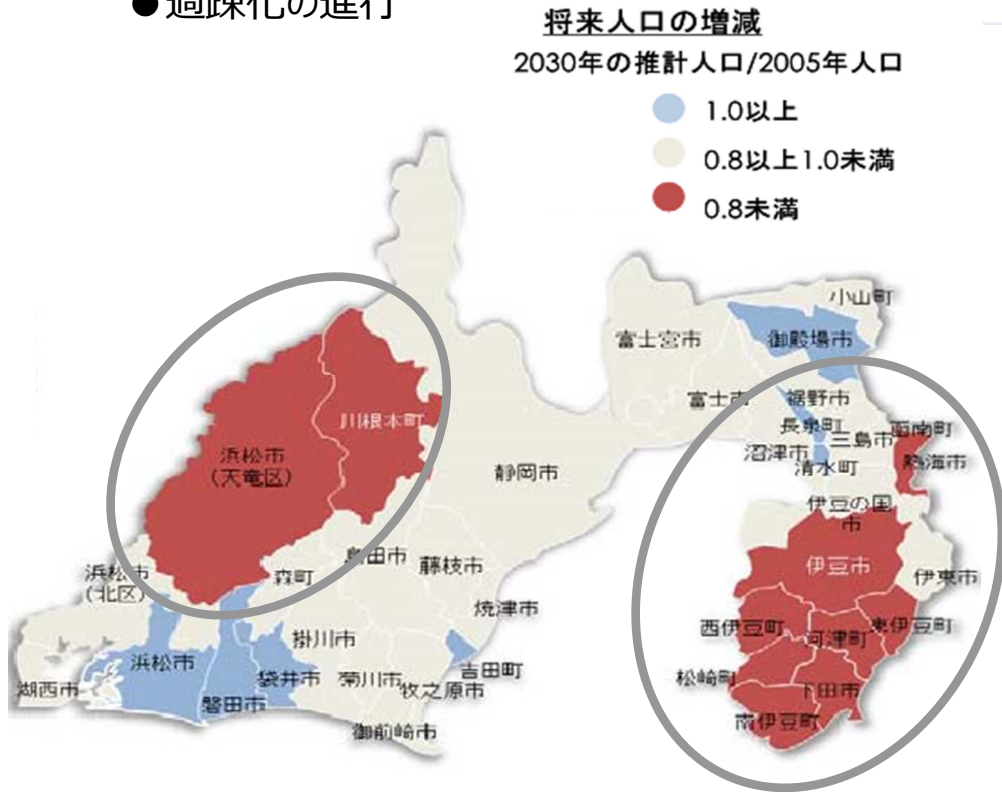 ●過疎化の進行
将来人口の増減
2030年の推計人口/2005年人口
1.0以上
0.8以上1.0未満
0.8未満
小山町
富士宮市
御殿場市
富士市
裾野市
川根本町
長泉町
函南町
三島市
浜松市
(天竜区)
沼津市
熱海市
清水町
静岡市
伊豆の国
市
島田市
藤枝市
伊豆市
浜松市
(北区)
森町
伊東市
焼津市
西伊豆町
河津町
東伊豆町
掛川市
浜松市
吉田町
湖西市
袋井市
菊川市
牧之原市
松崎町
下田市
磐田市
南伊豆町
御前崎市